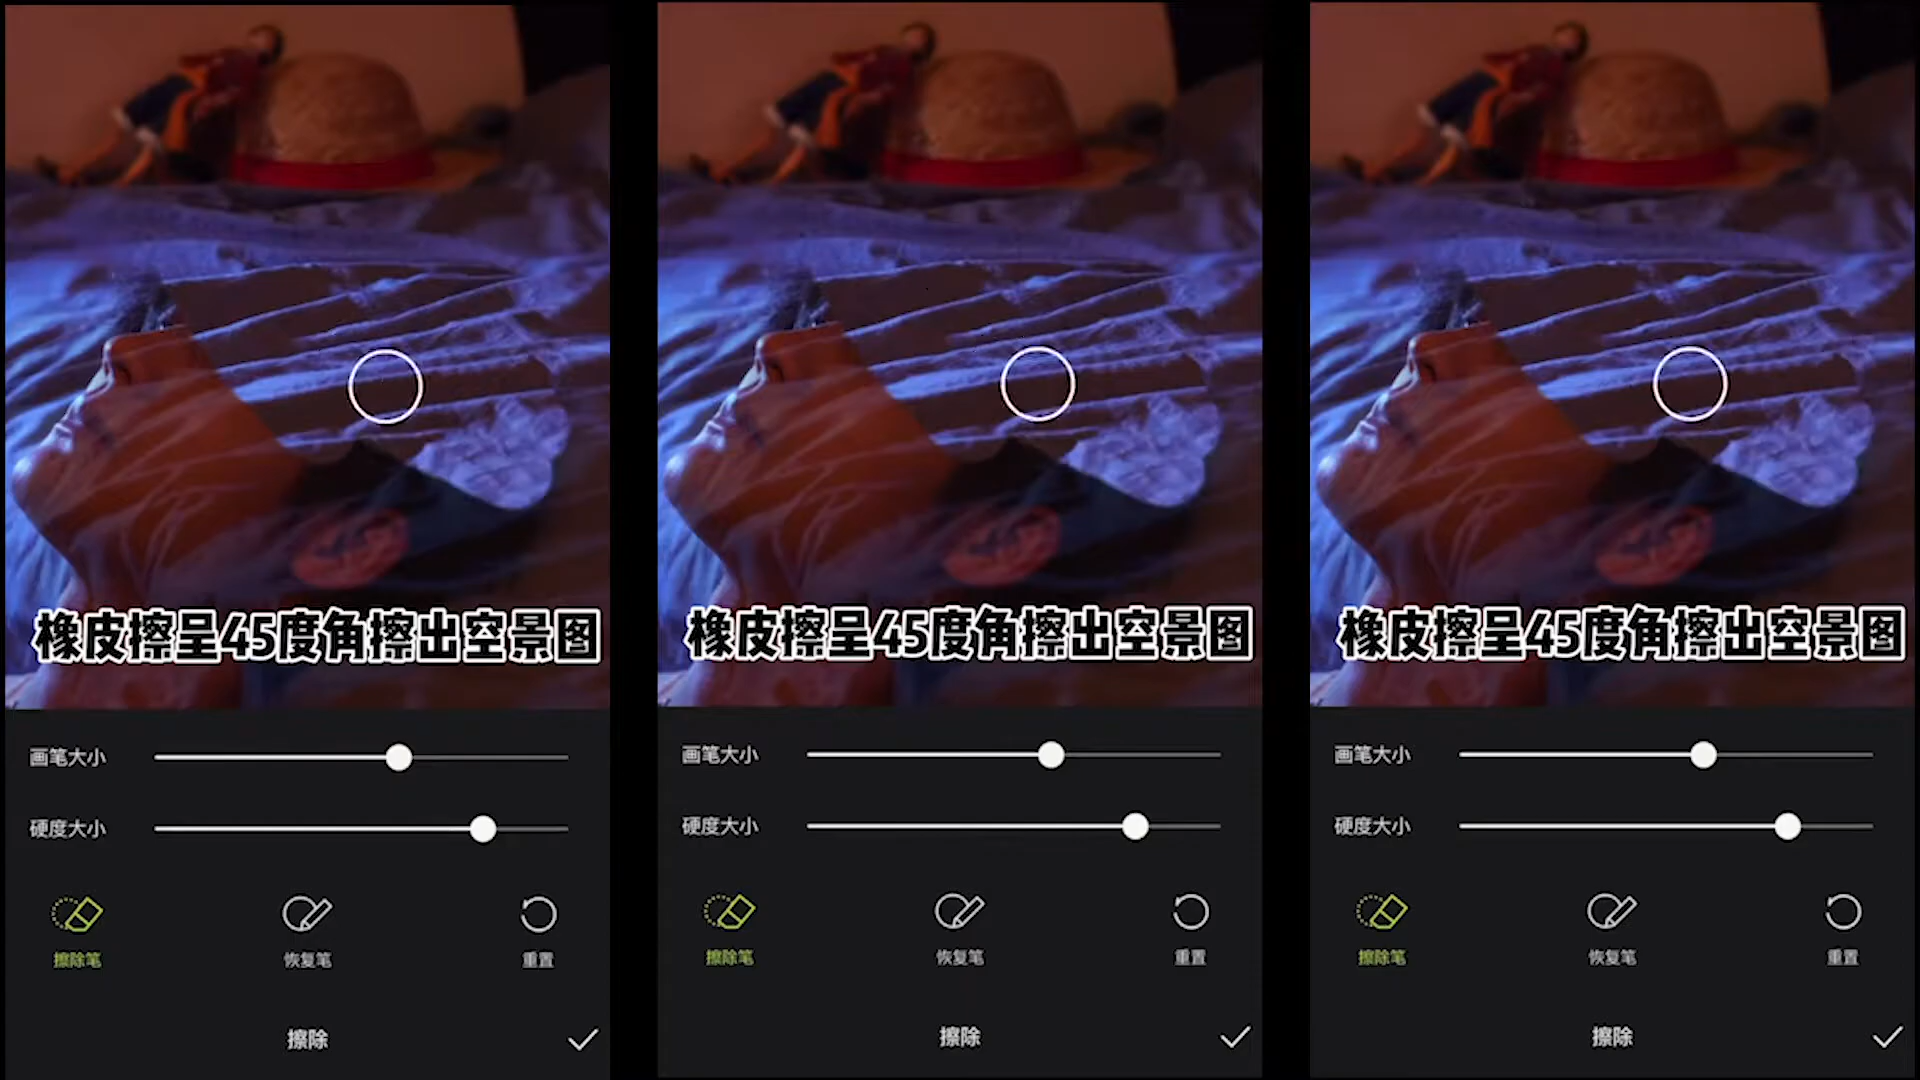 橡皮擦呈45度角擦出空景图
画笔大小
硬度大小
擦除笔 恢复笔 重置
擦除
橡皮擦呈45度角擦出空景图
画笔大小
硬度大小
擦除笔 恢复笔 重置
擦除
橡皮擦呈45度角擦出空景图
画笔大小
硬度大小
擦除笔 恢复笔 重置
擦除